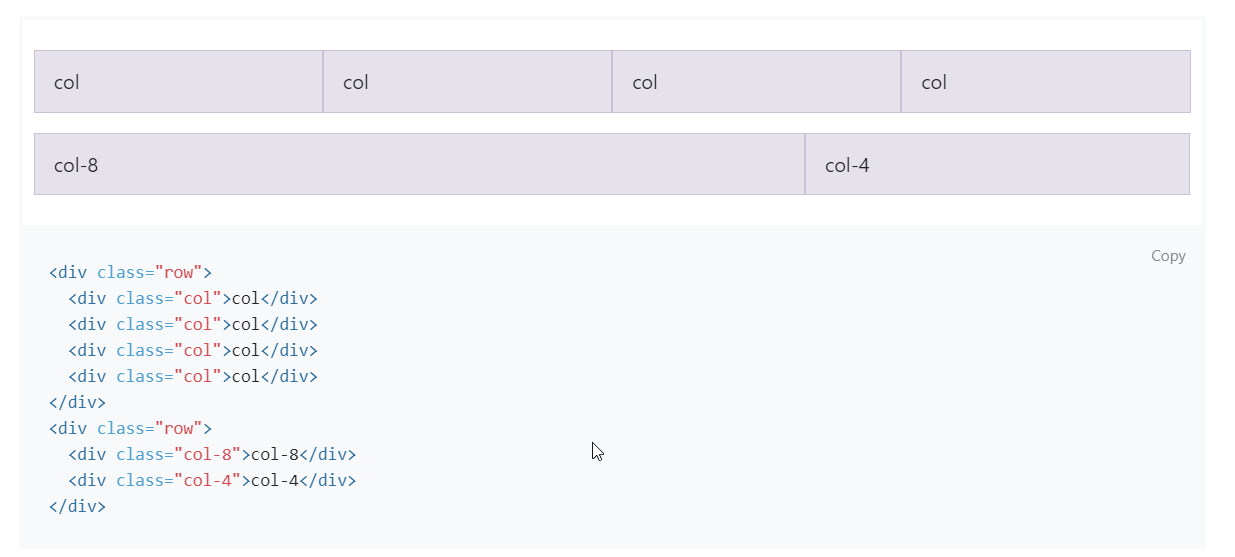 col col col col
col-8 col-4
Copy
<div class="row">
  <div class="col">col</div>
  <div class="col">col</div>
  <div class="col">col</div>
  <div class="col">col</div>
</div>
<div class="row">
  <div class="col-8">col-8</div>
  <div class="col-4">col-4</div>
</div>